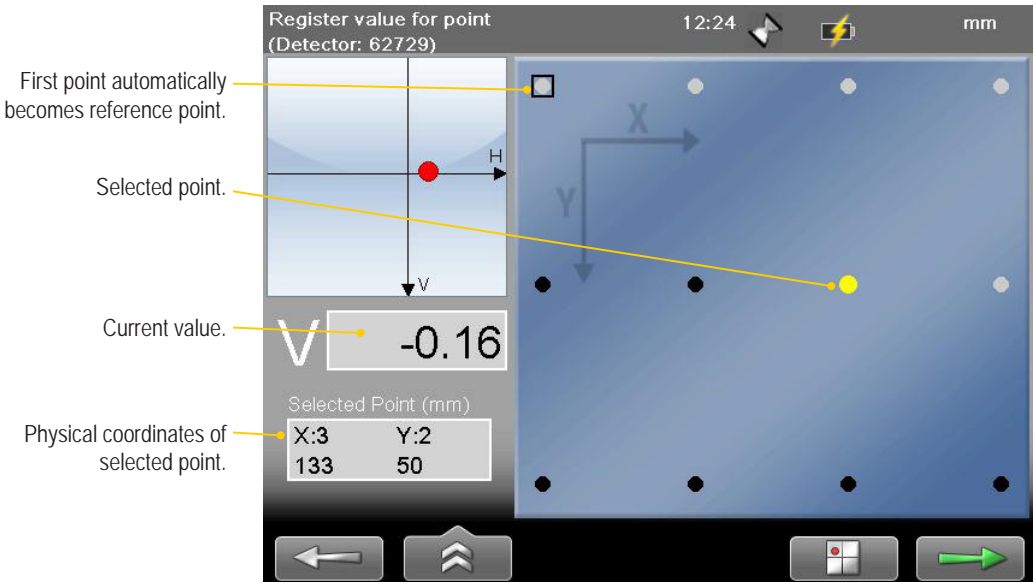 Register value for point
(Detector: 62729)
12:24
mm
First point automatically
becomes reference point.
X
H
Y
Selected point.
V
Current value.
V
-0.16
Selected Point (mm)
Physical coordinates of
selected point.
X:3 Y:2
133 50